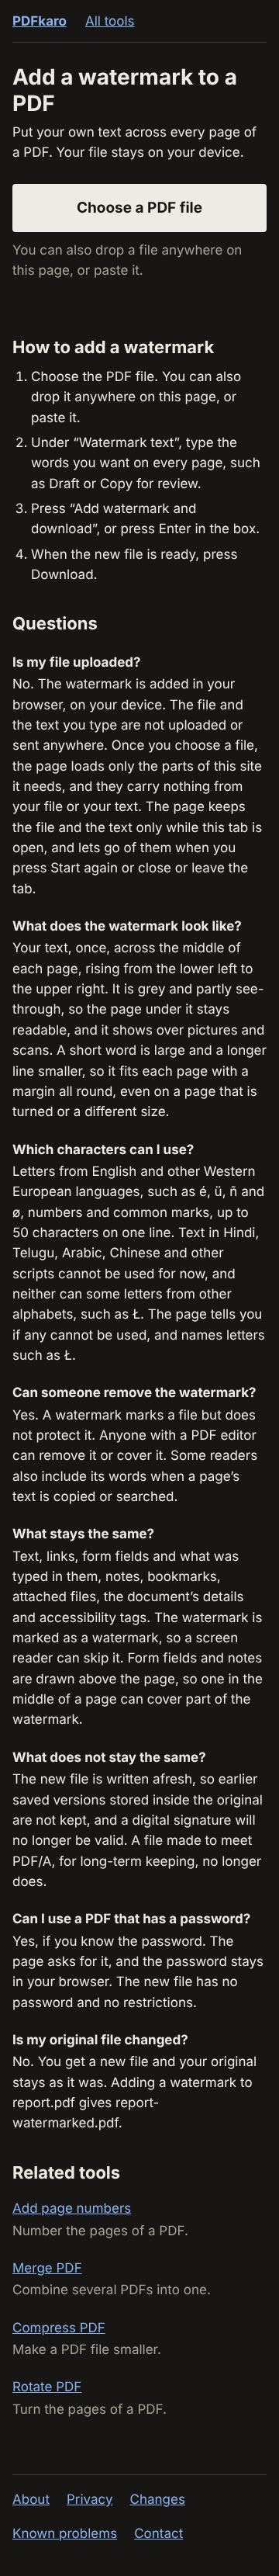 PDFkaro All tools
Add a watermark to a
PDF
Put your own text across every page of
a PDF. Your file stays on your device.
Choose a PDF file
You can also drop a file anywhere on
this page, or paste it.
How to add a watermark
1. Choose the PDF file. You can also
drop it anywhere on this page, or
paste it.
2. Under “Watermark text”, type the
words you want on every page, such
as Draft or Copy for review.
3. Press “Add watermark and
download”, or press Enter in the box.
4. When the new file is ready, press
Download.
Questions
Is my file uploaded?
No. The watermark is added in your
browser, on your device. The file and
the text you type are not uploaded or
sent anywhere. Once you choose a file,
the page loads only the parts of this site
it needs, and they carry nothing from
your file or your text. The page keeps
the file and the text only while this tab is
open, and lets go of them when you
press Start again or close or leave the
tab.
What does the watermark look like?
Your text, once, across the middle of
each page, rising from the lower left to
the upper right. It is grey and partly see-
through, so the page under it stays
readable, and it shows over pictures and
scans. A short word is large and a longer
line smaller, so it fits each page with a
margin all round, even on a page that is
turned or a different size.
Which characters can I use?
Letters from English and other Western
European languages, such as é, ü, ñ and
ø, numbers and common marks, up to
50 characters on one line. Text in Hindi,
Telugu, Arabic, Chinese and other
scripts cannot be used for now, and
neither can some letters from other
alphabets, such as Ł. The page tells you
if any cannot be used, and names letters
such as Ł.
Can someone remove the watermark?
Yes. A watermark marks a file but does
not protect it. Anyone with a PDF editor
can remove it or cover it. Some readers
also include its words when a page’s
text is copied or searched.
What stays the same?
Text, links, form fields and what was
typed in them, notes, bookmarks,
attached files, the document’s details
and accessibility tags. The watermark is
marked as a watermark, so a screen
reader can skip it. Form fields and notes
are drawn above the page, so one in the
middle of a page can cover part of the
watermark.
What does not stay the same?
The new file is written afresh, so earlier
saved versions stored inside the original
are not kept, and a digital signature will
no longer be valid. A file made to meet
PDF/A, for long-term keeping, no longer
does.
Can I use a PDF that has a password?
Yes, if you know the password. The
page asks for it, and the password stays
in your browser. The new file has no
password and no restrictions.
Is my original file changed?
No. You get a new file and your original
stays as it was. Adding a watermark to
report.pdf gives report-
watermarked.pdf.
Related tools
Add page numbers
Number the pages of a PDF.
Merge PDF
Combine several PDFs into one.
Compress PDF
Make a PDF file smaller.
Rotate PDF
Turn the pages of a PDF.
About Privacy Changes
Known problems Contact